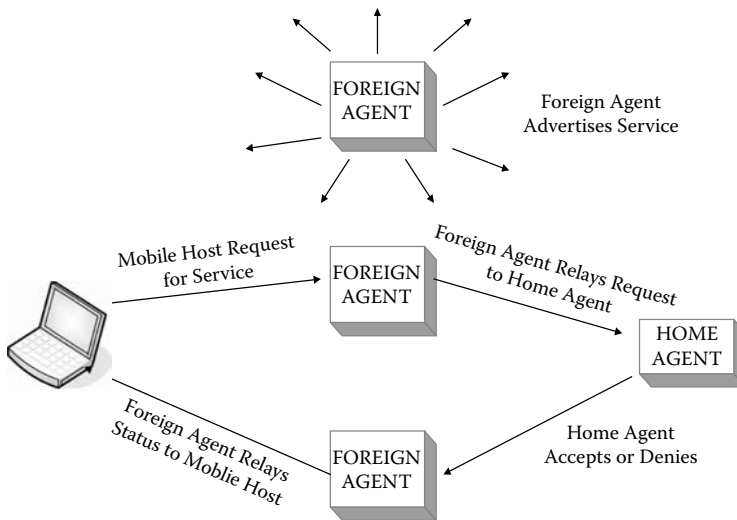 FOREIGN
AGENT
Foreign Agent
Advertises Service
Mobile Host Request
for Service
FOREIGN
AGENT
Foreign Agent Relays Request
to Home Agent
HOME
AGENT
Foreign Agent Relays
Status to Moblie Host
FOREIGN
AGENT
Home Agent
Accepts or Denies